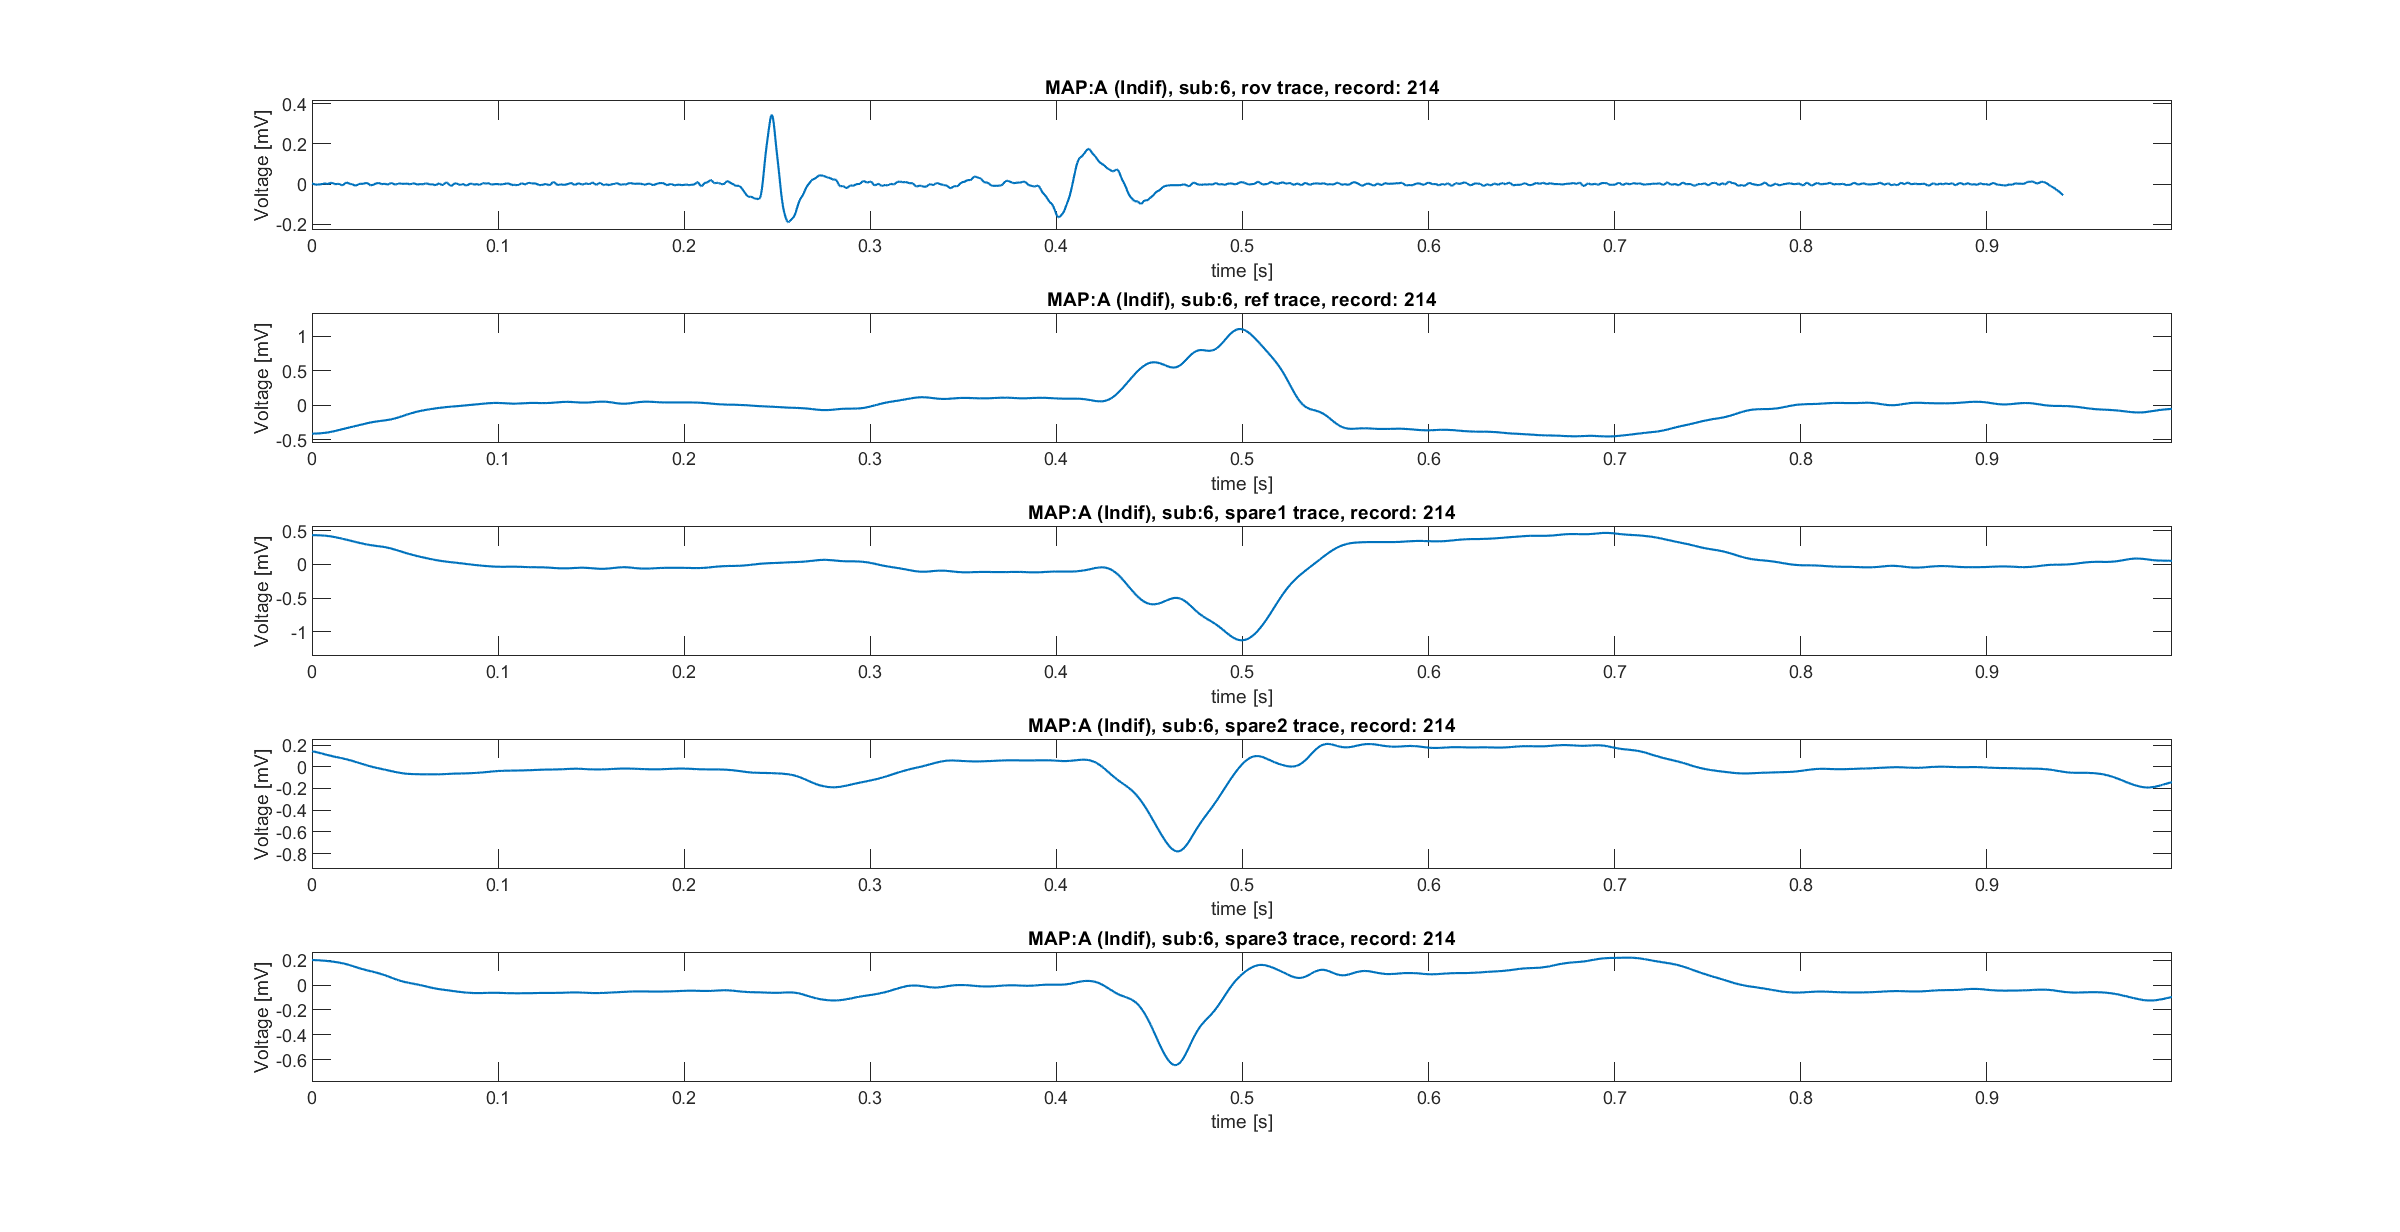 MAP:A (Indif), sub:6, rov trace, record: 214
Voltage [mV]
0.4
0.2
0
-0.2
0 0.1 0.2 0.3 0.4 0.5 0.6 0.7 0.8 0.9
time [s]
MAP:A (Indif), sub:6, ref trace, record: 214
Voltage [mV]
1
0.5
0
-0.5
0 0.1 0.2 0.3 0.4 0.5 0.6 0.7 0.8 0.9
time [s]
MAP:A (Indif), sub:6, spare1 trace, record: 214
Voltage [mV]
0.5
0
-0.5
-1
0 0.1 0.2 0.3 0.4 0.5 0.6 0.7 0.8 0.9
time [s]
MAP:A (Indif), sub:6, spare2 trace, record: 214
Voltage [mV]
0.2
0
-0.2
-0.4
-0.6
-0.8
0 0.1 0.2 0.3 0.4 0.5 0.6 0.7 0.8 0.9
time [s]
MAP:A (Indif), sub:6, spare3 trace, record: 214
Voltage [mV]
0.2
0
-0.2
-0.4
-0.6
0 0.1 0.2 0.3 0.4 0.5 0.6 0.7 0.8 0.9
time [s]